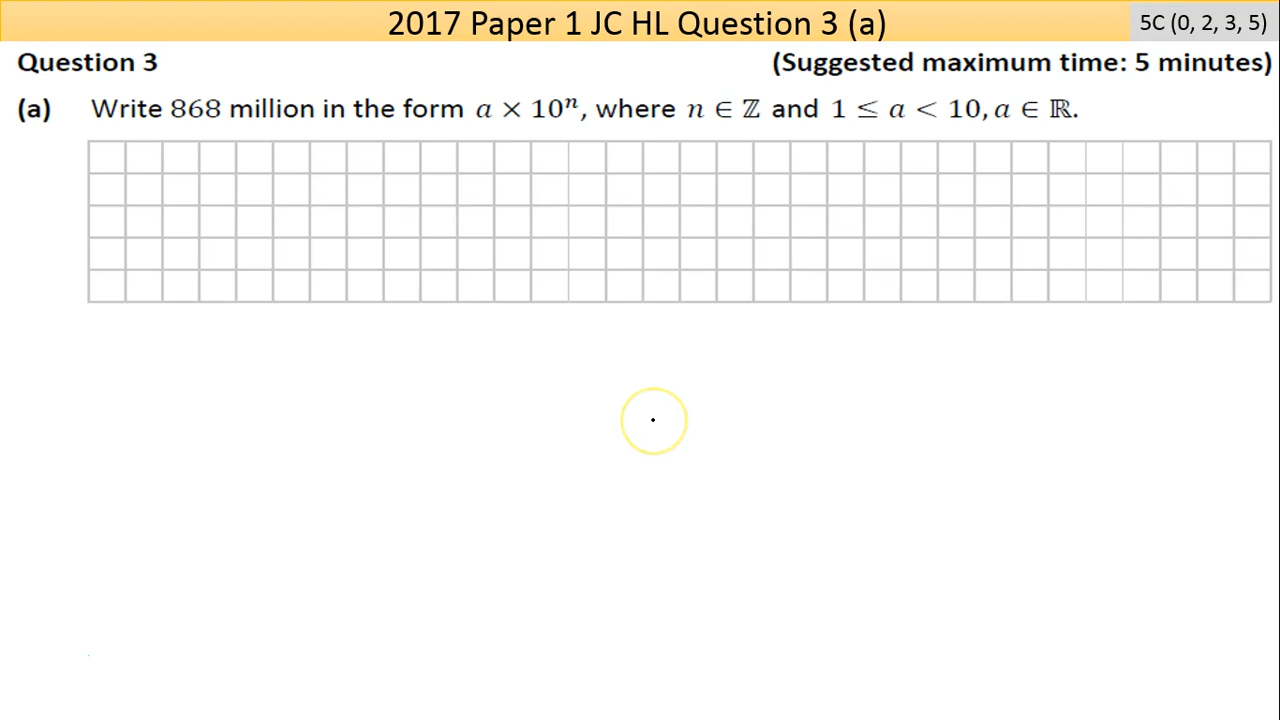 2017 Paper 1 JC HL Question 3 (a)
5C (0, 2, 3, 5)
Question 3 (Suggested maximum time: 5 minutes)
(a) Write 868 million in the form a × 10ⁿ, where n ∈ ℤ and 1 ≤ a < 10, a ∈ ℝ.